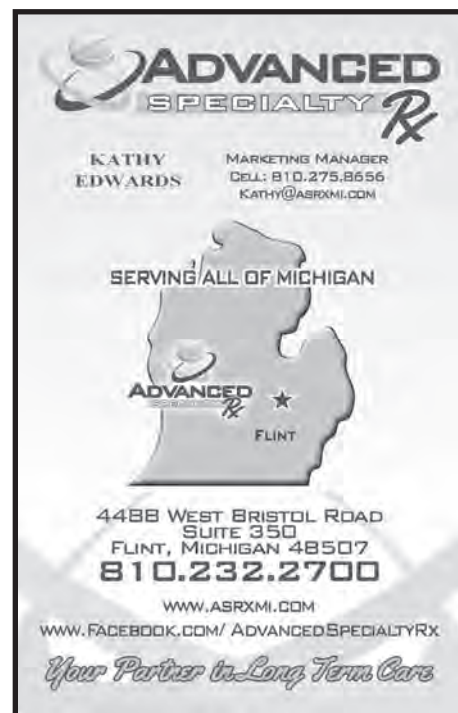 ADVANCED
SPECIALTY Rx
KATHY
EDWARDS
MARKETING MANAGER
CELL: 810.275.8656
KATHY@ASRXMI.COM
SERVING ALL OF MICHIGAN
ADVANCED
SPECIALTY Rx
FLINT
4488 WEST BRISTOL ROAD
SUITE 350
FLINT, MICHIGAN 48507
810.232.2700
WWW.ASRXMI.COM
WWW.FACEBOOK.COM/ ADVANCEDSPECIALTYRX
Your Partner in Long Term Care